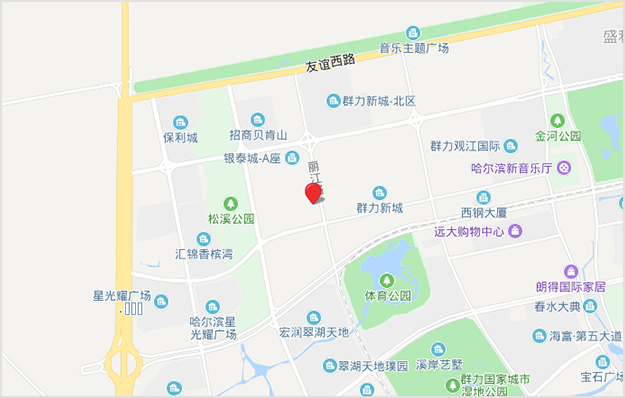 盛和
音乐主题广场
友谊西路
群力新城-北区
保利城
招商贝肯山
金河公园
群力观江国际
银泰城-A座
丽江
哈尔滨新音乐厅
松溪公园
群力新城
西钢大厦
远大购物中心
汇锦香槟湾
朗得国际家居
星光耀广场
体育公园
春水大典
哈尔滨星
光耀广场
宏润翠湖天地
海富·第五大道
翠湖天地璞园
溪岸艺墅
宝石广场
群力国家城市
湿地公园